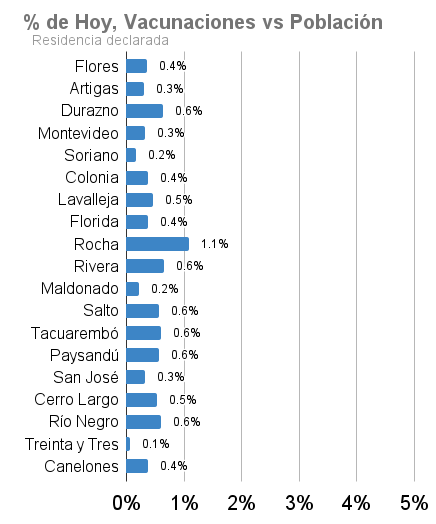 % de Hoy, Vacunaciones vs Población
Residencia declarada
Flores 0.4%
Artigas 0.3%
Durazno 0.6%
Montevideo 0.3%
Soriano 0.2%
Colonia 0.4%
Lavalleja 0.5%
Florida 0.4%
Rocha 1.1%
Rivera 0.6%
Maldonado 0.2%
Salto 0.6%
Tacuarembó 0.6%
Paysandú 0.6%
San José 0.3%
Cerro Largo 0.5%
Río Negro 0.6%
Treinta y Tres 0.1%
Canelones 0.4%
0% 1% 2% 3% 4% 5%